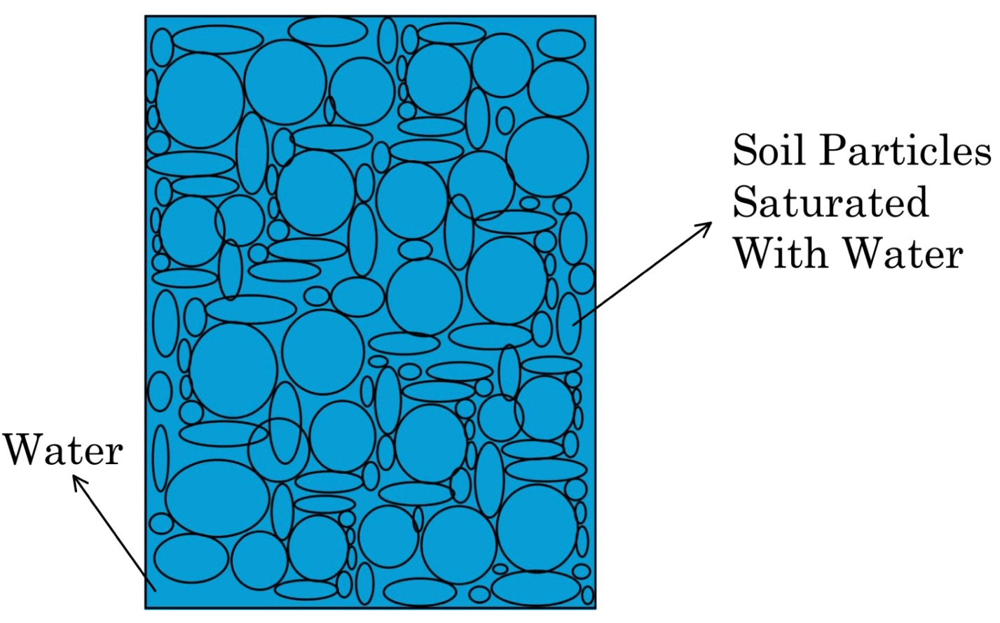 Soil Particles
Saturated
With Water
Water